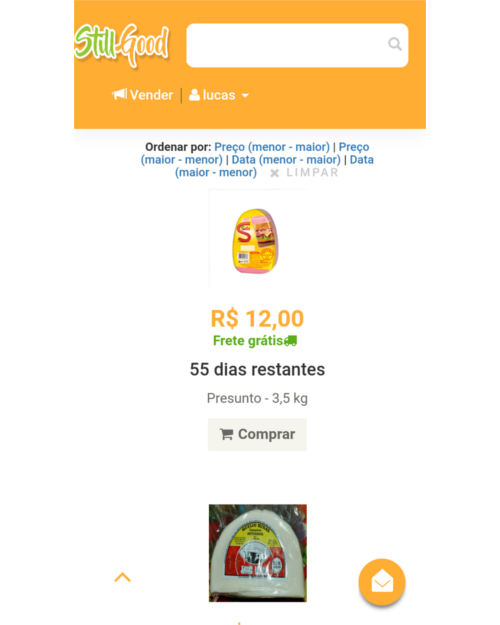 Still-Good
Vender | lucas
Ordenar por: Preço (menor - maior) | Preço
(maior - menor) | Data (menor - maior) | Data
(maior - menor) LIMPAR
S
R$ 12,00
Frete grátis
55 dias restantes
Presunto - 3,5 kg
Comprar